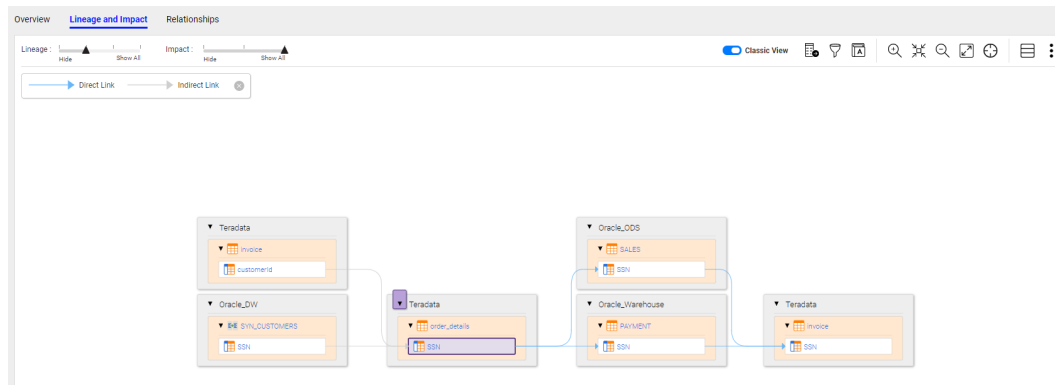 Overview Lineage and Impact Relationships
Lineage : Hide Show All Impact : Hide Show All Classic View A
Direct Link Indirect Link
Teradata
invoice
customerId
Oracle_DW
SYN_CUSTOMERS
SSN
Teradata
order_details
SSN
Oracle_ODS
SALES
SSN
Oracle_Warehouse
PAYMENT
SSN
Teradata
invoice
SSN